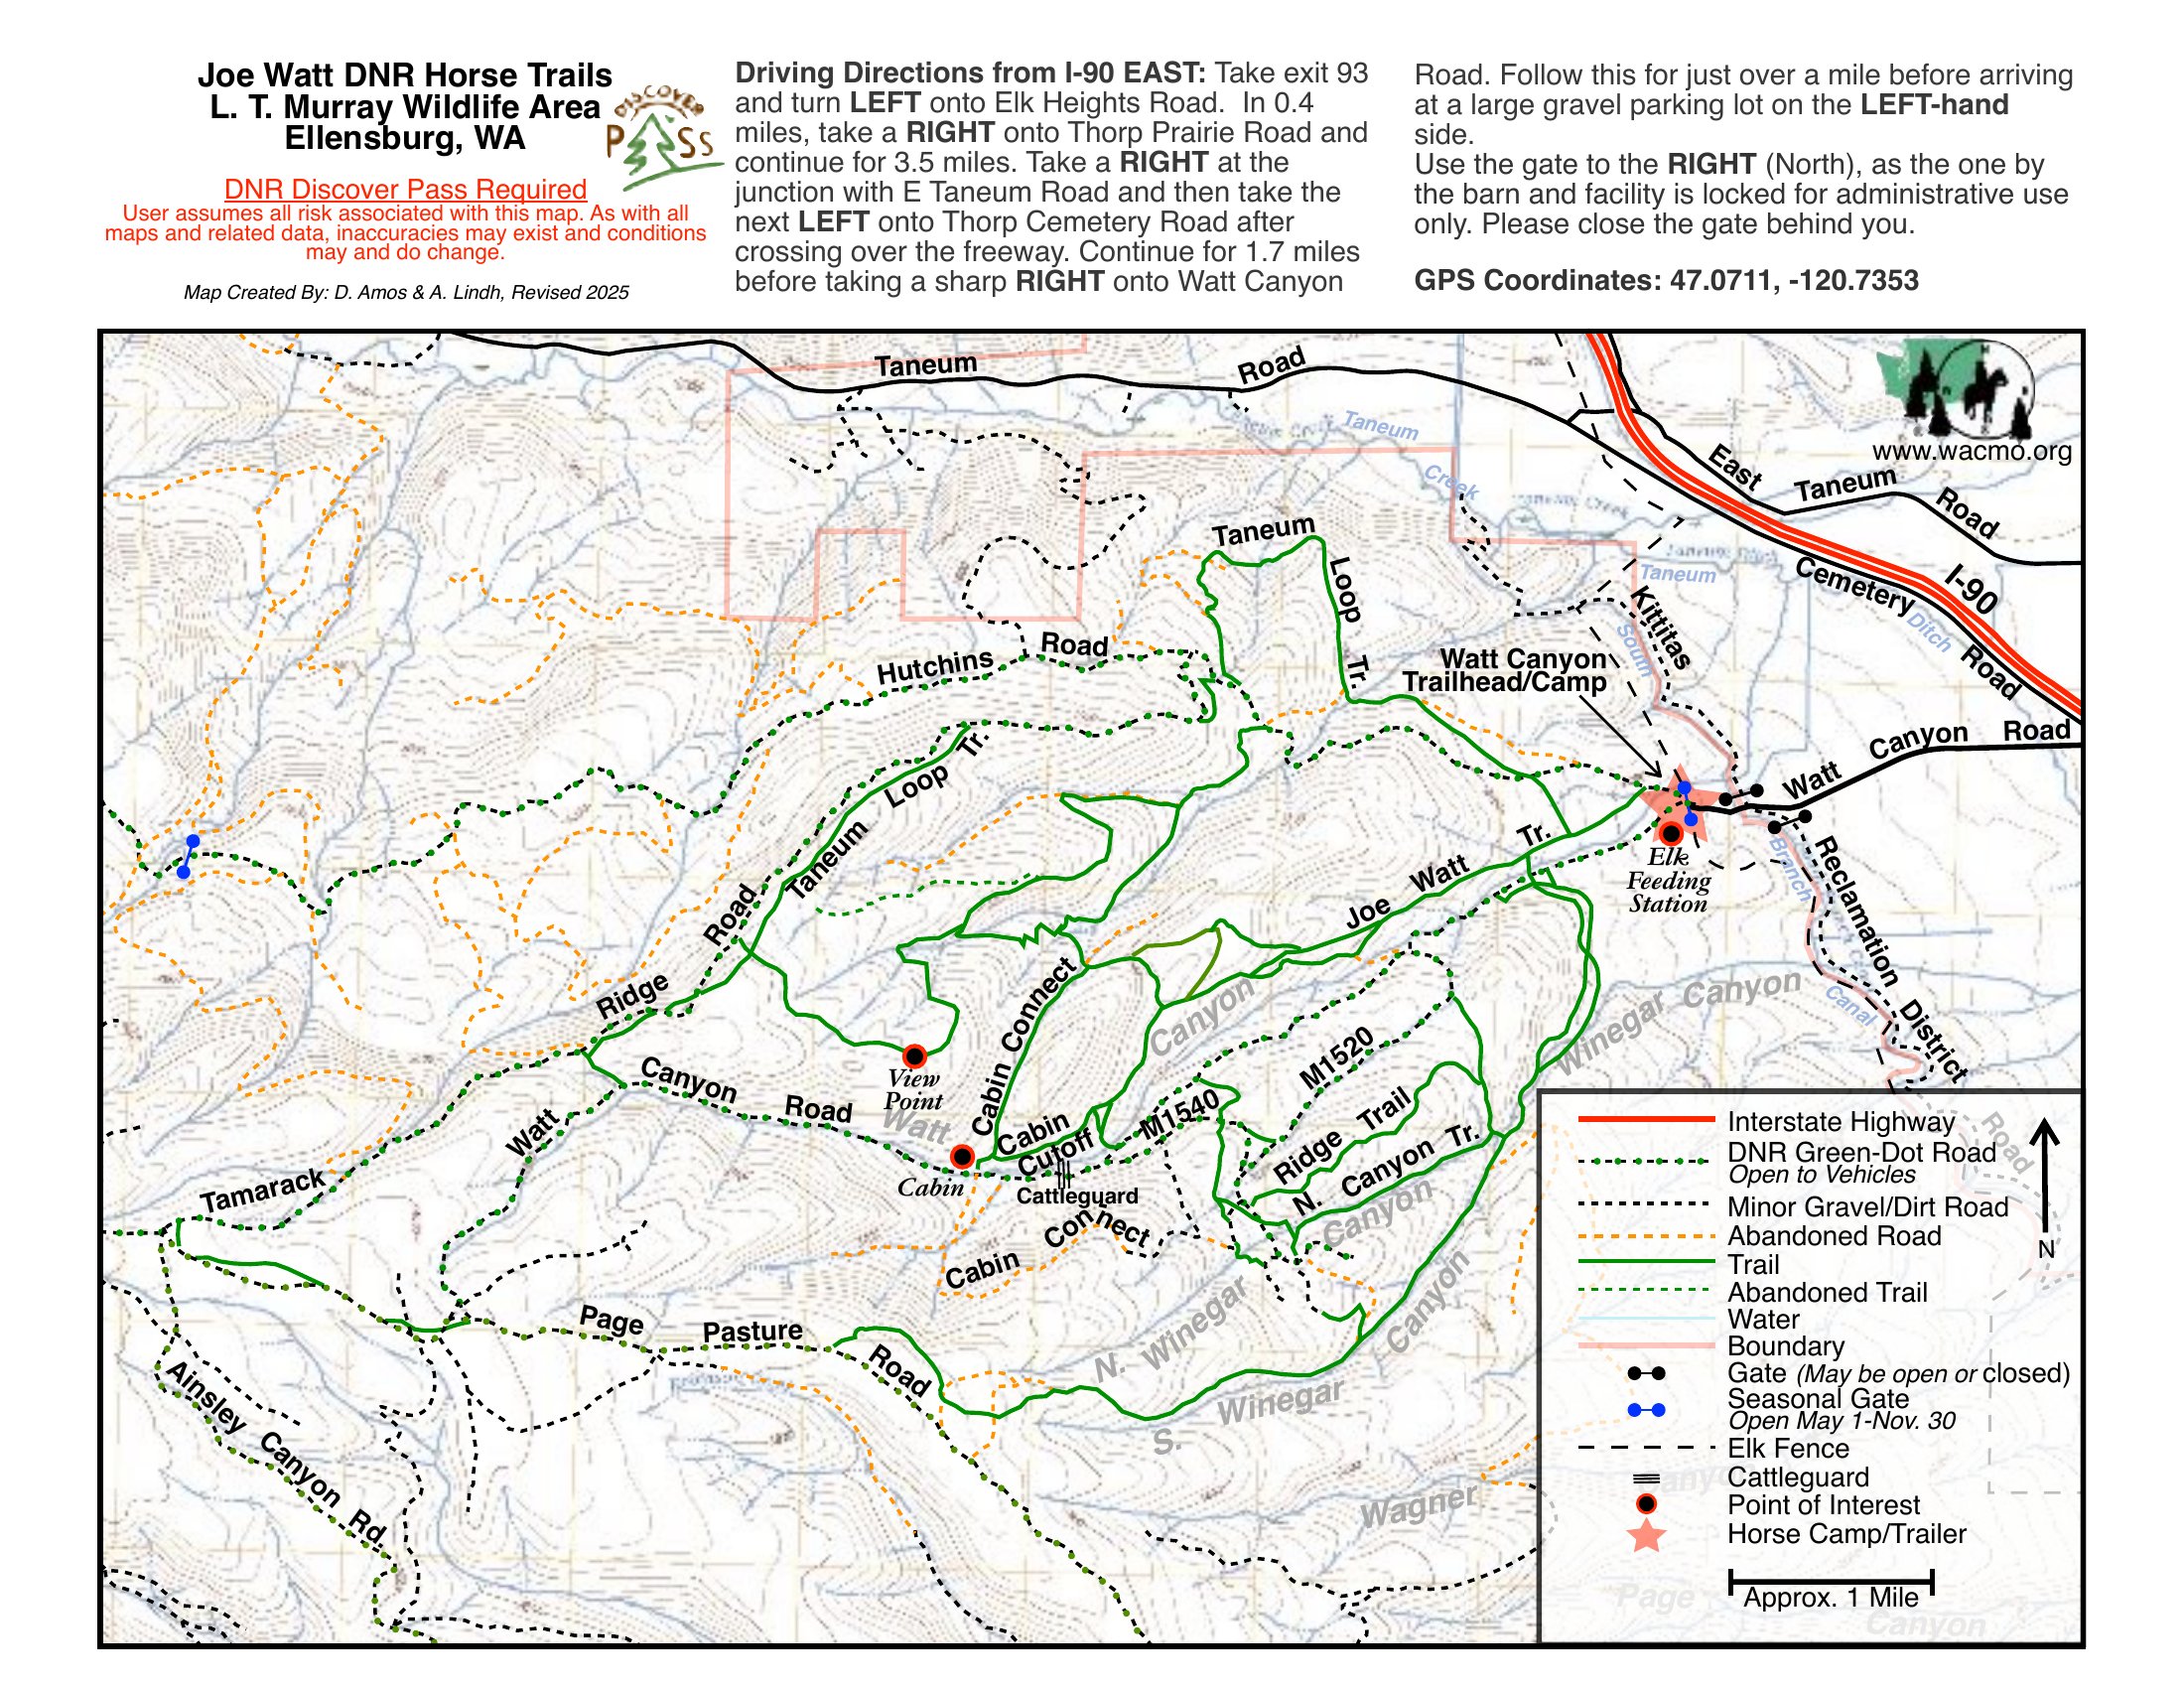 Joe Watt DNR Horse Trails
L. T. Murray Wildlife Area
Ellensburg, WA
DISCOVER
PASS
DNR Discover Pass Required
User assumes all risk associated with this map. As with all
maps and related data, inaccuracies may exist and conditions
may and do change.
Map Created By: D. Amos & A. Lindh, Revised 2025
Driving Directions from I-90 EAST: Take exit 93
and turn LEFT onto Elk Heights Road.  In 0.4
miles, take a RIGHT onto Thorp Prairie Road and
continue for 3.5 miles. Take a RIGHT at the
junction with E Taneum Road and then take the
next LEFT onto Thorp Cemetery Road after
crossing over the freeway. Continue for 1.7 miles
before taking a sharp RIGHT onto Watt Canyon
Road. Follow this for just over a mile before arriving
at a large gravel parking lot on the LEFT-hand
side.
Use the gate to the RIGHT (North), as the one by
the barn and facility is locked for administrative use
only. Please close the gate behind you.
GPS Coordinates: 47.0711, -120.7353
Taneum Road
Taneum Creek
www.wacmo.org
East Taneum Road
I-90
Cemetery Road
Taneum Ditch
Taneum Loop Tr.
Kittitas Reclamation District
South Branch Canal
Road
Hutchins Road
Watt Canyon
Trailhead/Camp
Watt Canyon Road
Taneum Loop Tr.
Elk
Feeding
Station
Joe Watt Tr.
Tamarack Ridge Road
Watt Canyon Road
View
Point
Watt Canyon
Cabin Connect
Cabin
Cabin Cutoff
Cattleguard
M1520
M1540
Ridge Trail
N. Canyon Tr.
Winegar Canyon
Cabin Connect
N. Winegar Canyon
S. Winegar Canyon
Page Pasture Road
Ainsley Canyon Rd
Wagner
Canyon
Page Canyon
Interstate Highway
DNR Green-Dot Road
Open to Vehicles
Minor Gravel/Dirt Road
Abandoned Road
Trail
Abandoned Trail
Water
Boundary
Gate (May be open or closed)
Seasonal Gate
Open May 1-Nov. 30
Elk Fence
Cattleguard
Point of Interest
Horse Camp/Trailer
N
Approx. 1 Mile